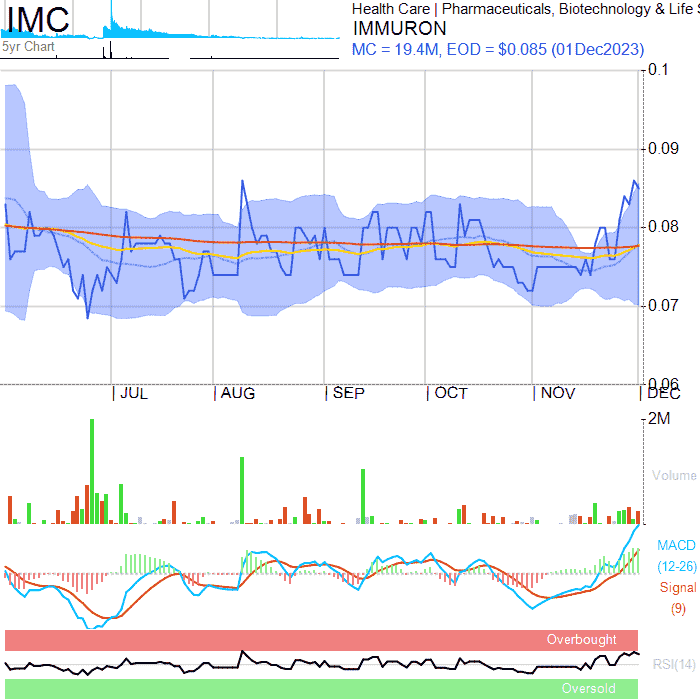 IMC
5yr Chart
Health Care | Pharmaceuticals, Biotechnology & Life S
IMMURON
MC = 19.4M, EOD = $0.085 (01Dec2023)
0.1
0.09
0.08
0.07
0.06
JUL AUG SEP OCT NOV DEC
2M
Volume
MACD
(12-26)
Signal
(9)
Overbought
RSI(14)
Oversold